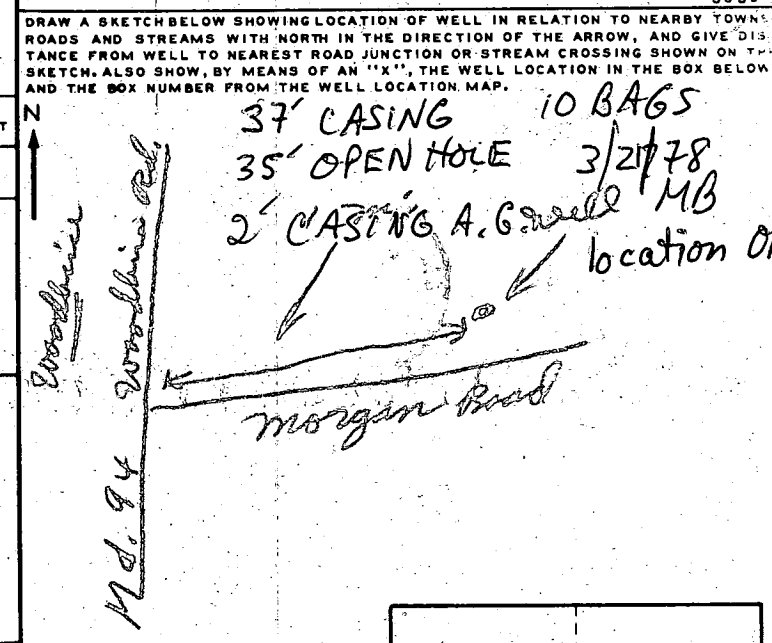 DRAW A SKETCH BELOW SHOWING LOCATION OF WELL IN RELATION TO NEARBY TOWNS
ROADS AND STREAMS WITH NORTH IN THE DIRECTION OF THE ARROW, AND GIVE DIS
TANCE FROM WELL TO NEAREST ROAD JUNCTION OR STREAM CROSSING SHOWN ON TH
SKETCH. ALSO SHOW, BY MEANS OF AN "X", THE WELL LOCATION IN THE BOX BELOW
AND THE BOX NUMBER FROM THE WELL LOCATION MAP.
N
37' CASING 10 BAGS
35' OPEN HOLE 3/21/78
2' CASING A.G. well MB
location O
Woodbine
Md. 94 Woodbine Rd.
Morgan Road
T